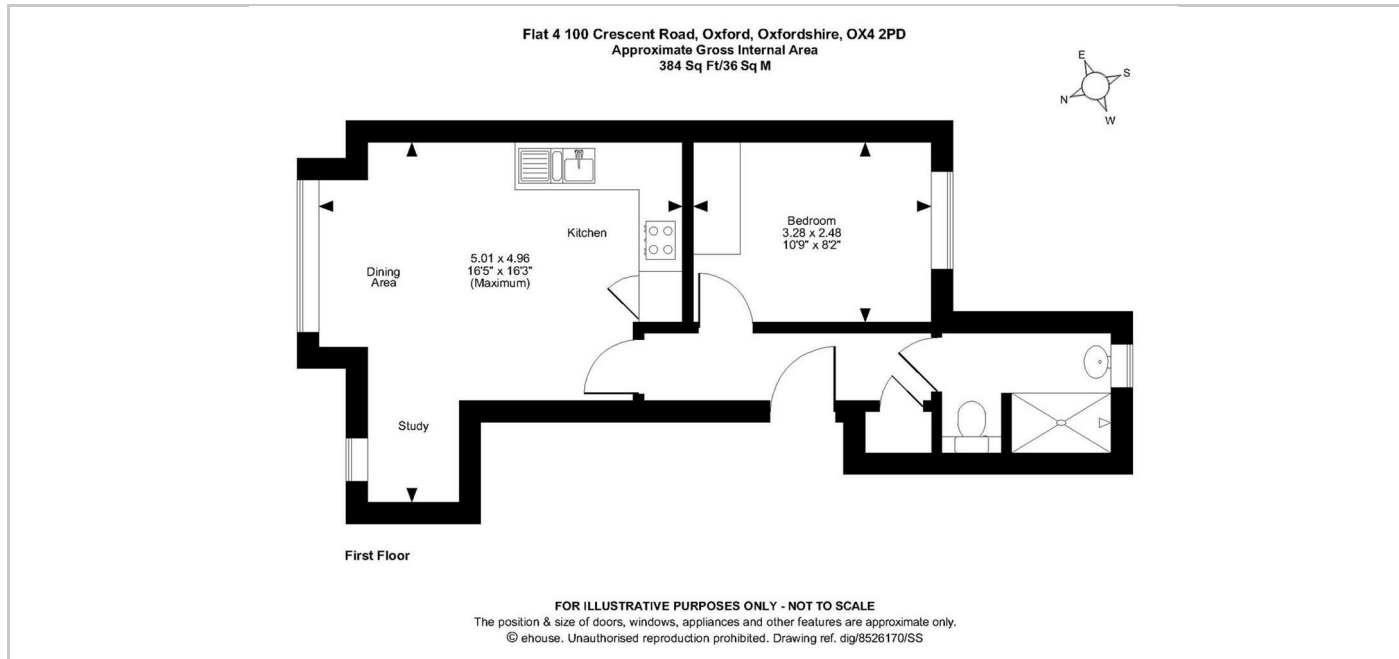 Flat 4 100 Crescent Road, Oxford, Oxfordshire, OX4 2PD
Approximate Gross Internal Area
384 Sq Ft/36 Sq M
E
S
N
W
Kitchen
Bedroom
3.28 x 2.48
10'9" x 8'2"
Dining
Area
5.01 x 4.96
16'5" x 16'3"
(Maximum)
Study
First Floor
FOR ILLUSTRATIVE PURPOSES ONLY - NOT TO SCALE
The position & size of doors, windows, appliances and other features are approximate only.
© ehouse. Unauthorised reproduction prohibited. Drawing ref. dig/8526170/SS